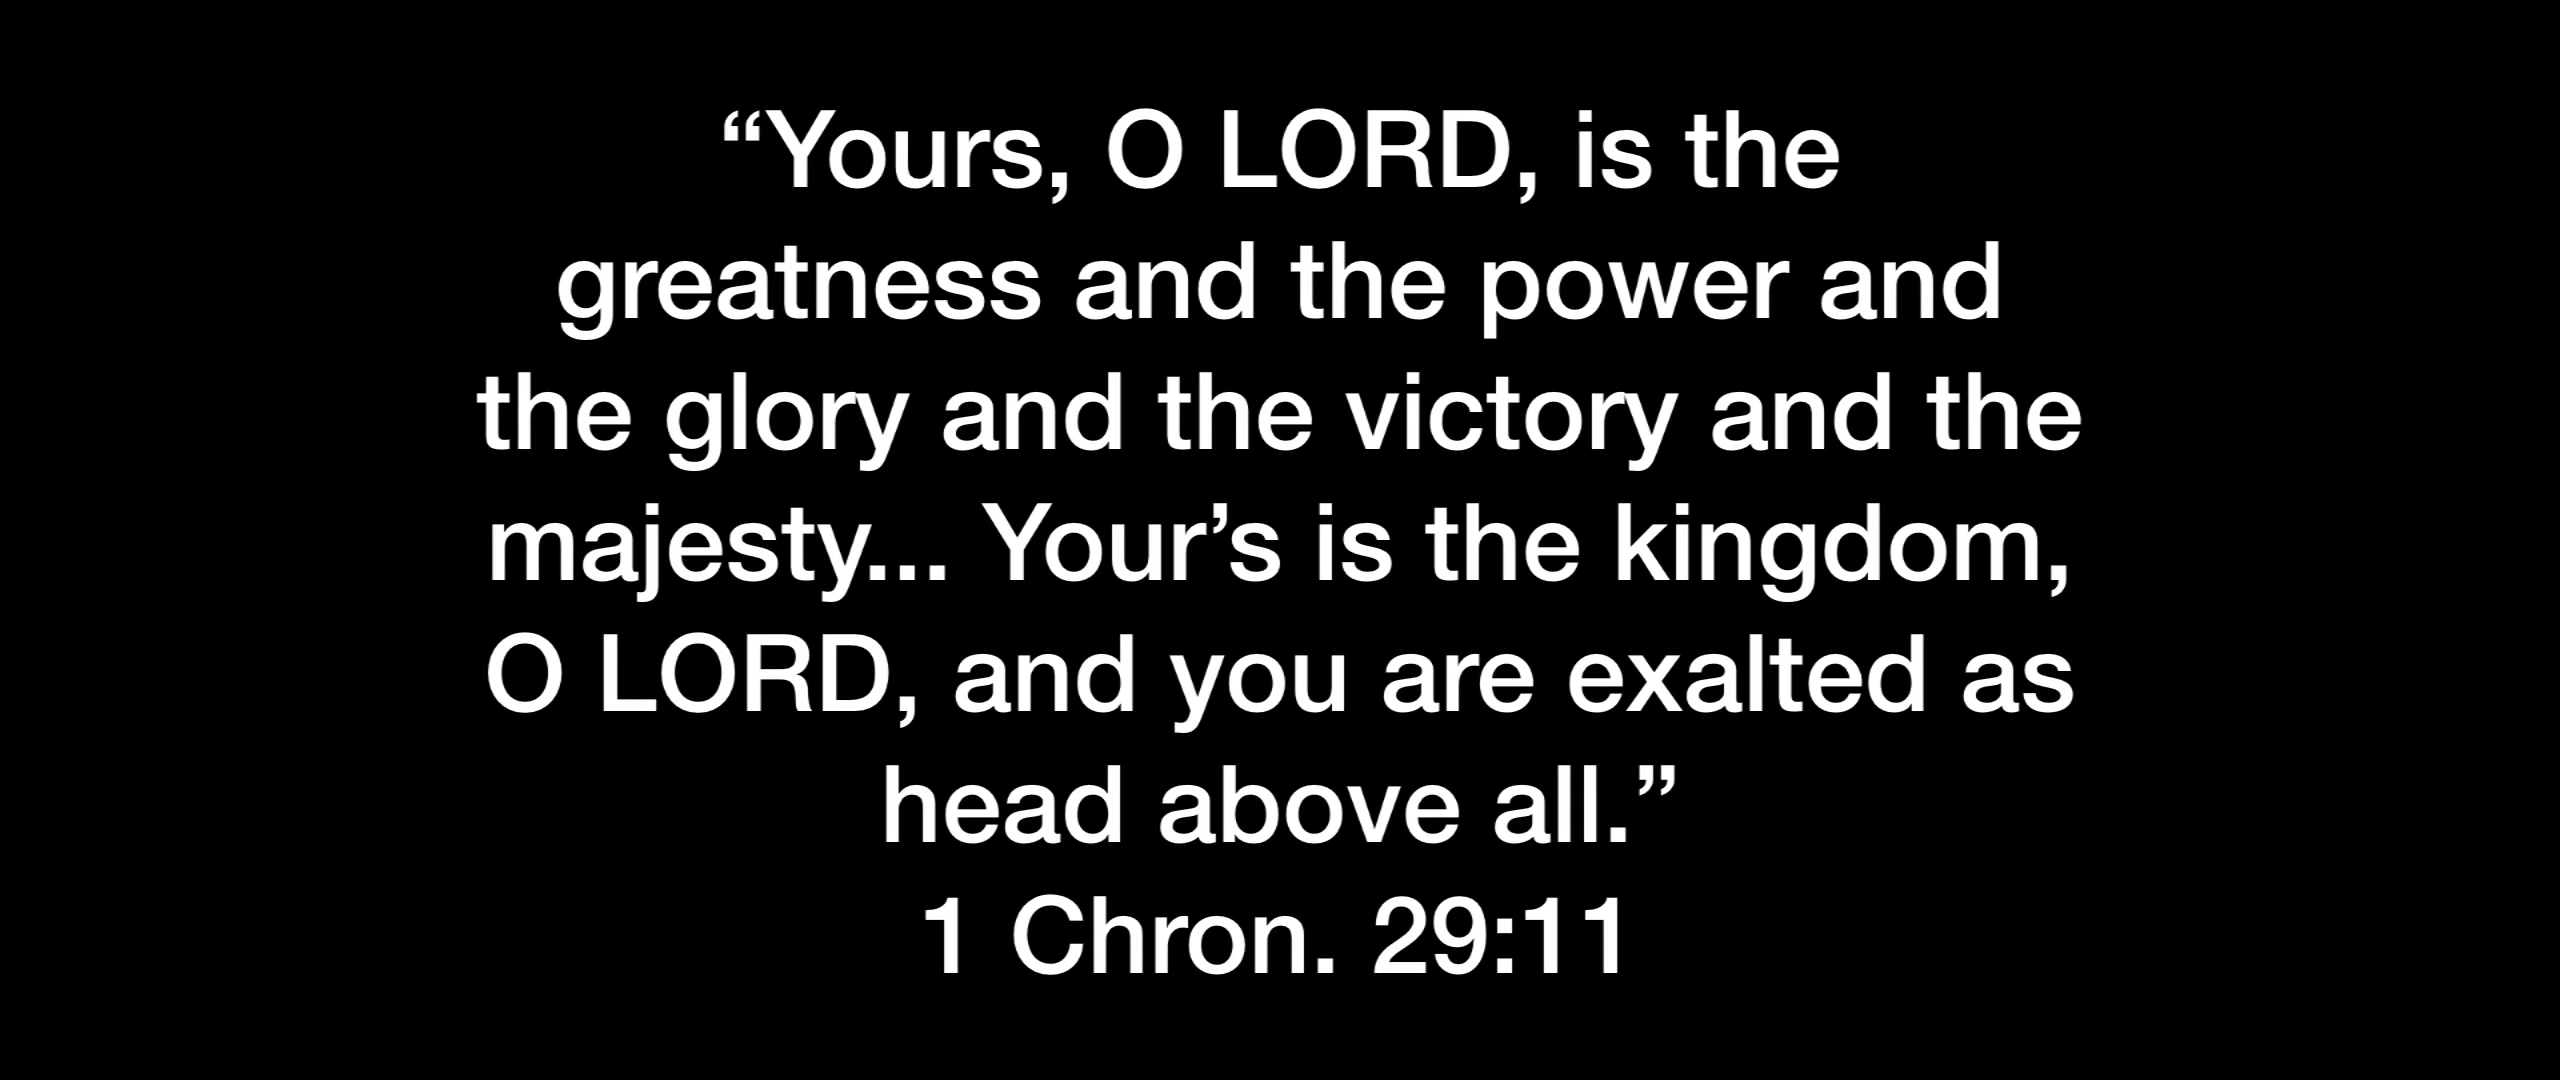 “Yours, O LORD, is the
greatness and the power and
the glory and the victory and the
majesty... Your’s is the kingdom,
O LORD, and you are exalted as
head above all.”
1 Chron. 29:11